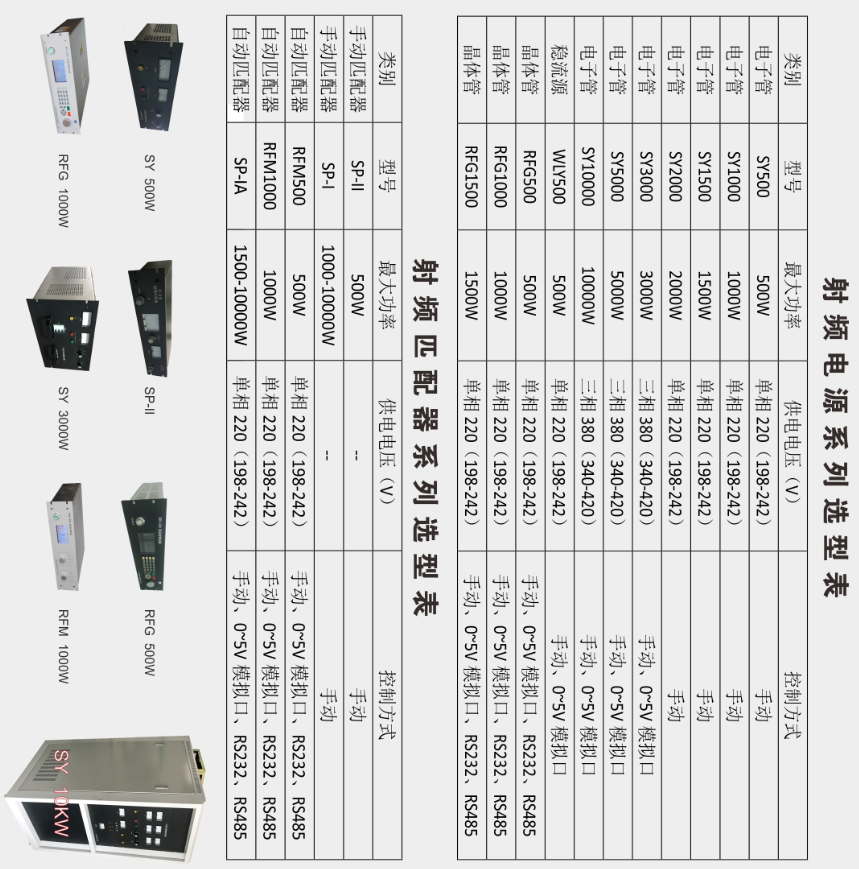 射频电源系列选型表
类别 型号 最大功率 供电电压（V） 控制方式
电子管 SY500 500W 单相 220（198-242） 手动
电子管 SY1000 1000W 单相 220（198-242） 手动
电子管 SY1500 1500W 单相 220（198-242） 手动
电子管 SY2000 2000W 单相 220（198-242） 手动
电子管 SY3000 3000W 三相 380（340-420） 手动、0~5V 模拟口
电子管 SY5000 5000W 三相 380（340-420） 手动、0~5V 模拟口
电子管 SY10000 10000W 三相 380（340-420） 手动、0~5V 模拟口
稳流源 WLY500 500W 单相 220（198-242） 手动、0~5V 模拟口
晶体管 RFG500 500W 单相 220（198-242） 手动、0~5V 模拟口、RS232、RS485
晶体管 RFG1000 1000W 单相 220（198-242） 手动、0~5V 模拟口、RS232、RS485
晶体管 RFG1500 1500W 单相 220（198-242） 手动、0~5V 模拟口、RS232、RS485
射频匹配器系列选型表
类别 型号 最大功率 供电电压（V） 控制方式
手动匹配器 SP-II 500W -- 手动
手动匹配器 SP-I 1000-10000W -- 手动
自动匹配器 RFM500 500W 单相 220（198-242） 手动、0~5V 模拟口、RS232、RS485
自动匹配器 RFM1000 1000W 单相 220（198-242） 手动、0~5V 模拟口、RS232、RS485
自动匹配器 SP-IA 1500-10000W 单相 220（198-242） 手动、0~5V 模拟口、RS232、RS485
SY 500W
SP-II
RFG 500W
RFG 1000W
SY 3000W
RFM 1000W
SY 10KW